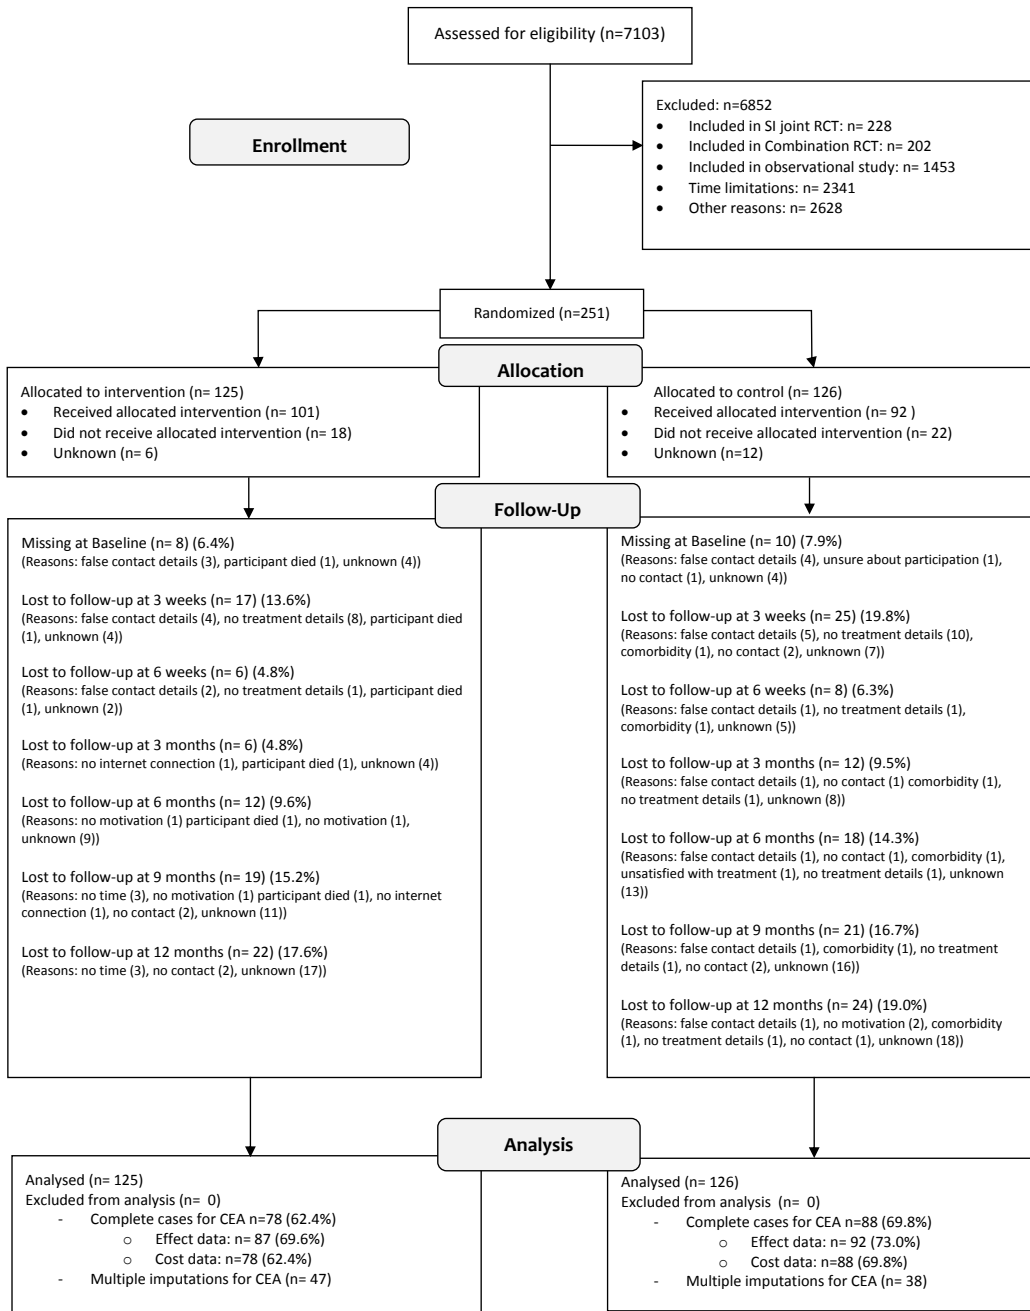 Assessed for eligibility (n=7103)
Excluded: n=6852
• Included in SI joint RCT: n= 228
• Included in Combination RCT: n= 202
• Included in observational study: n= 1453
• Time limitations: n= 2341
• Other reasons: n= 2628
Enrollment
Randomized (n=251)
Allocation
Allocated to intervention (n= 125)
• Received allocated intervention (n= 101)
• Did not receive allocated intervention (n= 18)
• Unknown (n= 6)
Allocated to control (n= 126)
• Received allocated intervention (n= 92 )
• Did not receive allocated intervention (n= 22)
• Unknown (n=12)
Follow-Up
Missing at Baseline (n= 8) (6.4%)
(Reasons: false contact details (3), participant died (1), unknown (4))
Lost to follow-up at 3 weeks (n= 17) (13.6%)
(Reasons: false contact details (4), no treatment details (8), participant died
(1), unknown (4))
Lost to follow-up at 6 weeks (n= 6) (4.8%)
(Reasons: false contact details (2), no treatment details (1), participant died
(1), unknown (2))
Lost to follow-up at 3 months (n= 6) (4.8%)
(Reasons: no internet connection (1), participant died (1), unknown (4))
Lost to follow-up at 6 months (n= 12) (9.6%)
(Reasons: no motivation (1) participant died (1), no motivation (1),
unknown (9))
Lost to follow-up at 9 months (n= 19) (15.2%)
(Reasons: no time (3), no motivation (1) participant died (1), no internet
connection (1), no contact (2), unknown (11))
Lost to follow-up at 12 months (n= 22) (17.6%)
(Reasons: no time (3), no contact (2), unknown (17))
Missing at Baseline (n= 10) (7.9%)
(Reasons: false contact details (4), unsure about participation (1),
no contact (1), unknown (4))
Lost to follow-up at 3 weeks (n= 25) (19.8%)
(Reasons: false contact details (5), no treatment details (10),
comorbidity (1), no contact (2), unknown (7))
Lost to follow-up at 6 weeks (n= 8) (6.3%)
(Reasons: false contact details (1), no treatment details (1),
comorbidity (1), unknown (5))
Lost to follow-up at 3 months (n= 12) (9.5%)
(Reasons: false contact details (1), no contact (1) comorbidity (1),
no treatment details (1), unknown (8))
Lost to follow-up at 6 months (n= 18) (14.3%)
(Reasons: false contact details (1), no contact (1), comorbidity (1),
unsatisfied with treatment (1), no treatment details (1), unknown
(13))
Lost to follow-up at 9 months (n= 21) (16.7%)
(Reasons: false contact details (1), comorbidity (1), no treatment
details (1), no contact (2), unknown (16))
Lost to follow-up at 12 months (n= 24) (19.0%)
(Reasons: false contact details (1), no motivation (2), comorbidity
(1), no treatment details (1), no contact (1), unknown (18))
Analysis
Analysed (n= 125)
Excluded from analysis (n= 0)
- Complete cases for CEA n=78 (62.4%)
o Effect data: n= 87 (69.6%)
o Cost data: n=78 (62.4%)
- Multiple imputations for CEA (n= 47)
Analysed (n= 126)
Excluded from analysis (n= 0)
- Complete cases for CEA n=88 (69.8%)
o Effect data: n= 92 (73.0%)
o Cost data: n=88 (69.8%)
- Multiple imputations for CEA (n= 38)